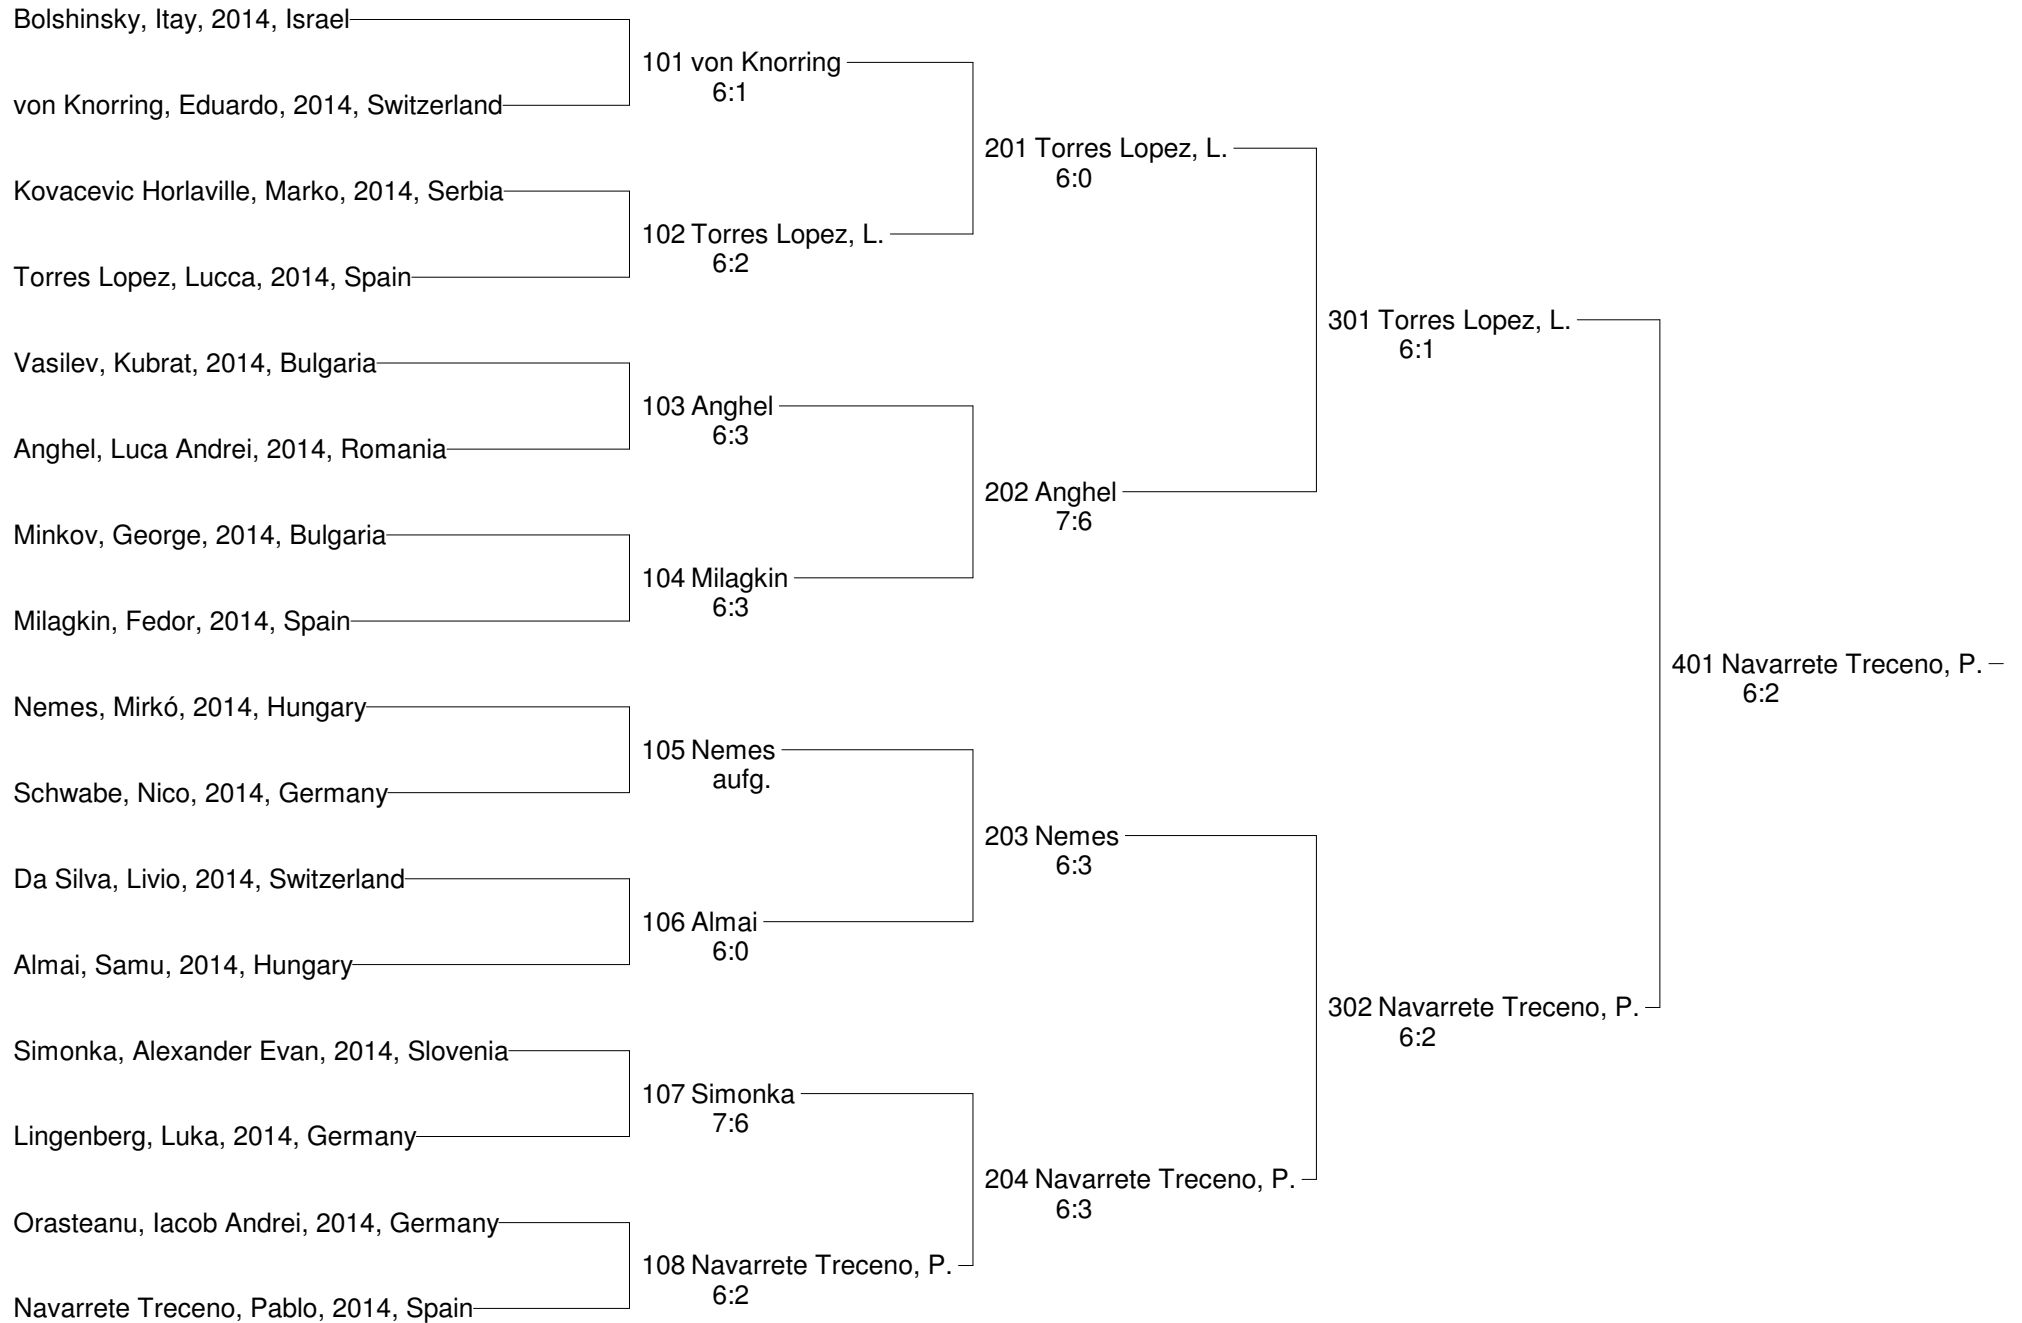 Bolshinsky, Itay, 2014, Israel
101 von Knorring
6:1
von Knorring, Eduardo, 2014, Switzerland
201 Torres Lopez, L.
6:0
Kovacevic Horlaville, Marko, 2014, Serbia
102 Torres Lopez, L.
6:2
Torres Lopez, Lucca, 2014, Spain
301 Torres Lopez, L.
6:1
Vasilev, Kubrat, 2014, Bulgaria
103 Anghel
6:3
Anghel, Luca Andrei, 2014, Romania
202 Anghel
7:6
Minkov, George, 2014, Bulgaria
104 Milagkin
6:3
Milagkin, Fedor, 2014, Spain
401 Navarrete Treceno, P.
6:2
Nemes, Mirkó, 2014, Hungary
105 Nemes
aufg.
Schwabe, Nico, 2014, Germany
203 Nemes
6:3
Da Silva, Livio, 2014, Switzerland
106 Almai
6:0
Almai, Samu, 2014, Hungary
302 Navarrete Treceno, P.
6:2
Simonka, Alexander Evan, 2014, Slovenia
107 Simonka
7:6
Lingenberg, Luka, 2014, Germany
204 Navarrete Treceno, P.
6:3
Orasteanu, Iacob Andrei, 2014, Germany
108 Navarrete Treceno, P.
6:2
Navarrete Treceno, Pablo, 2014, Spain